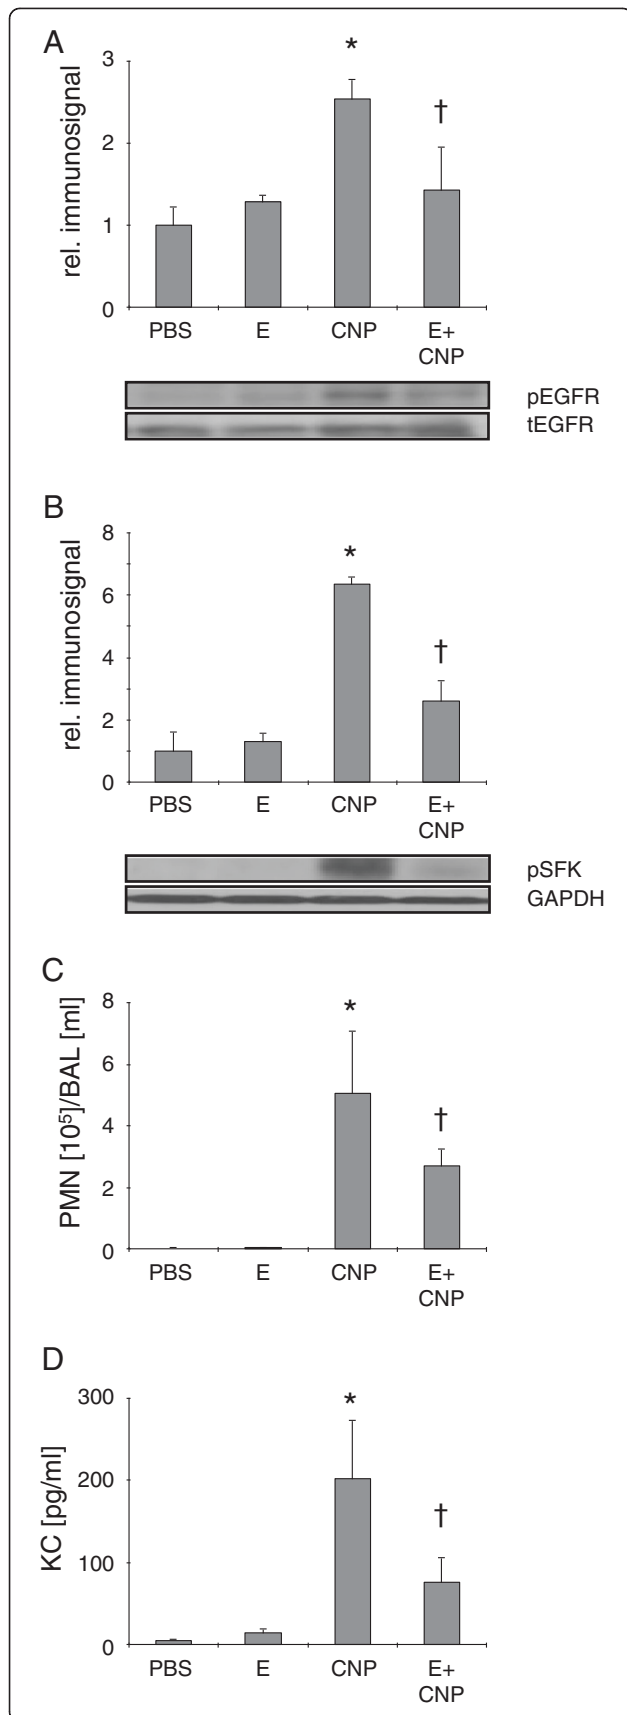 A
rel. immunosignal
3
2
1
0
*
†
PBS E CNP E+
CNP
pEGFR
tEGFR
B
rel. immunosignal
8
6
4
2
0
*
†
PBS E CNP E+
CNP
pSFK
GAPDH
C
PMN [10⁵]/BAL [ml]
8
6
4
2
0
*
†
PBS E CNP E+
CNP
D
KC [pg/ml]
300
200
100
0
*
†
PBS E CNP E+
CNP